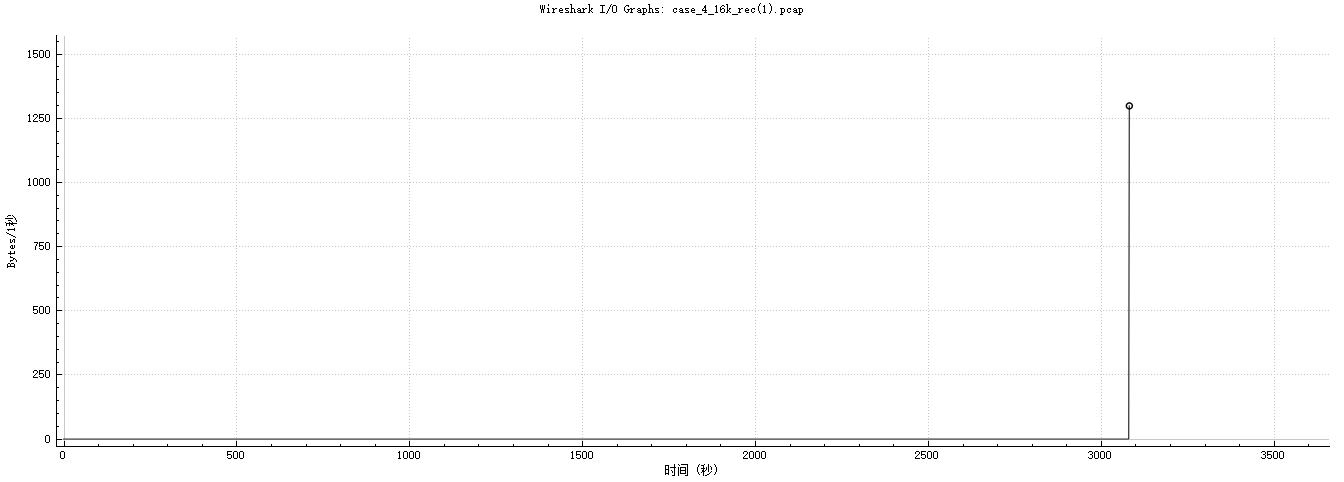 Wireshark I/O Graphs: case_4_16k_rec(1).pcap
1500
1250
1000
750
500
250
0
Bytes/1秒
0 500 1000 1500 2000 2500 3000 3500
时间 (秒)